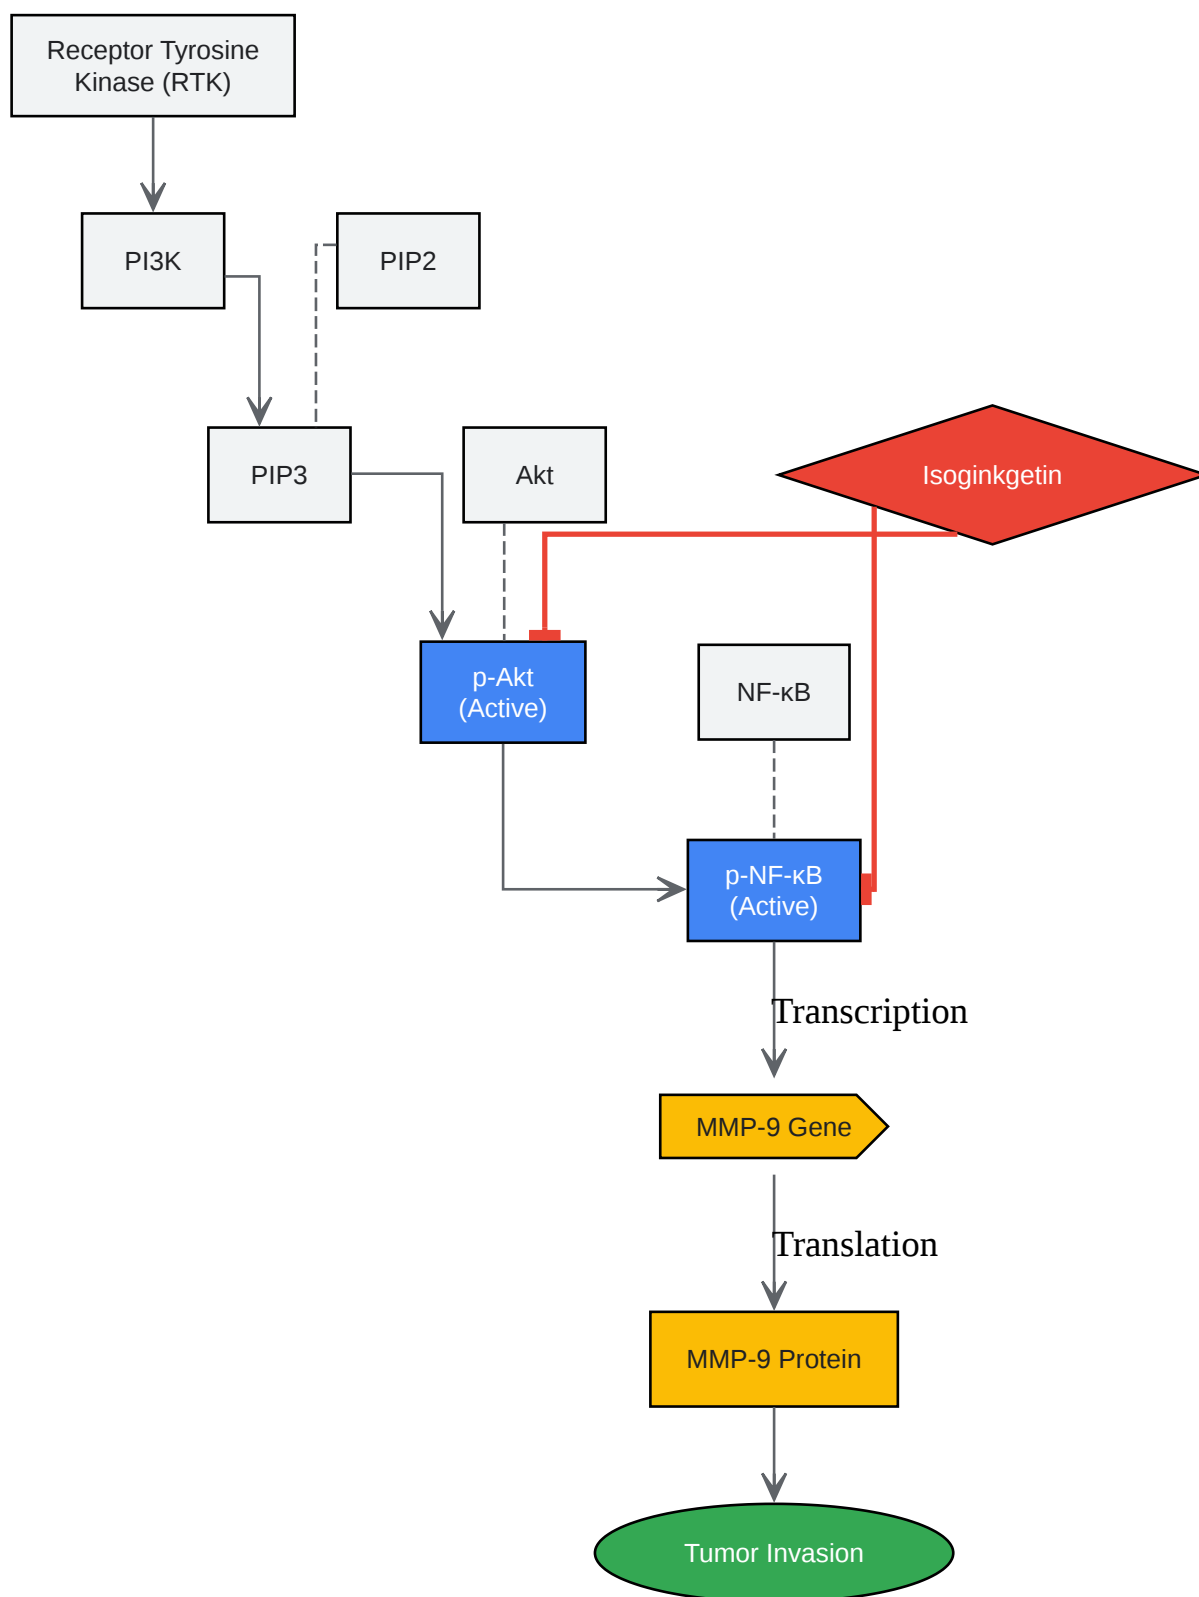 Receptor Tyrosine
Kinase (RTK)
PI3K
PIP2
PIP3
Akt
Isoginkgetin
p-Akt
(Active)
NF-κB
p-NF-κB
(Active)
Transcription
MMP-9 Gene
Translation
MMP-9 Protein
Tumor Invasion